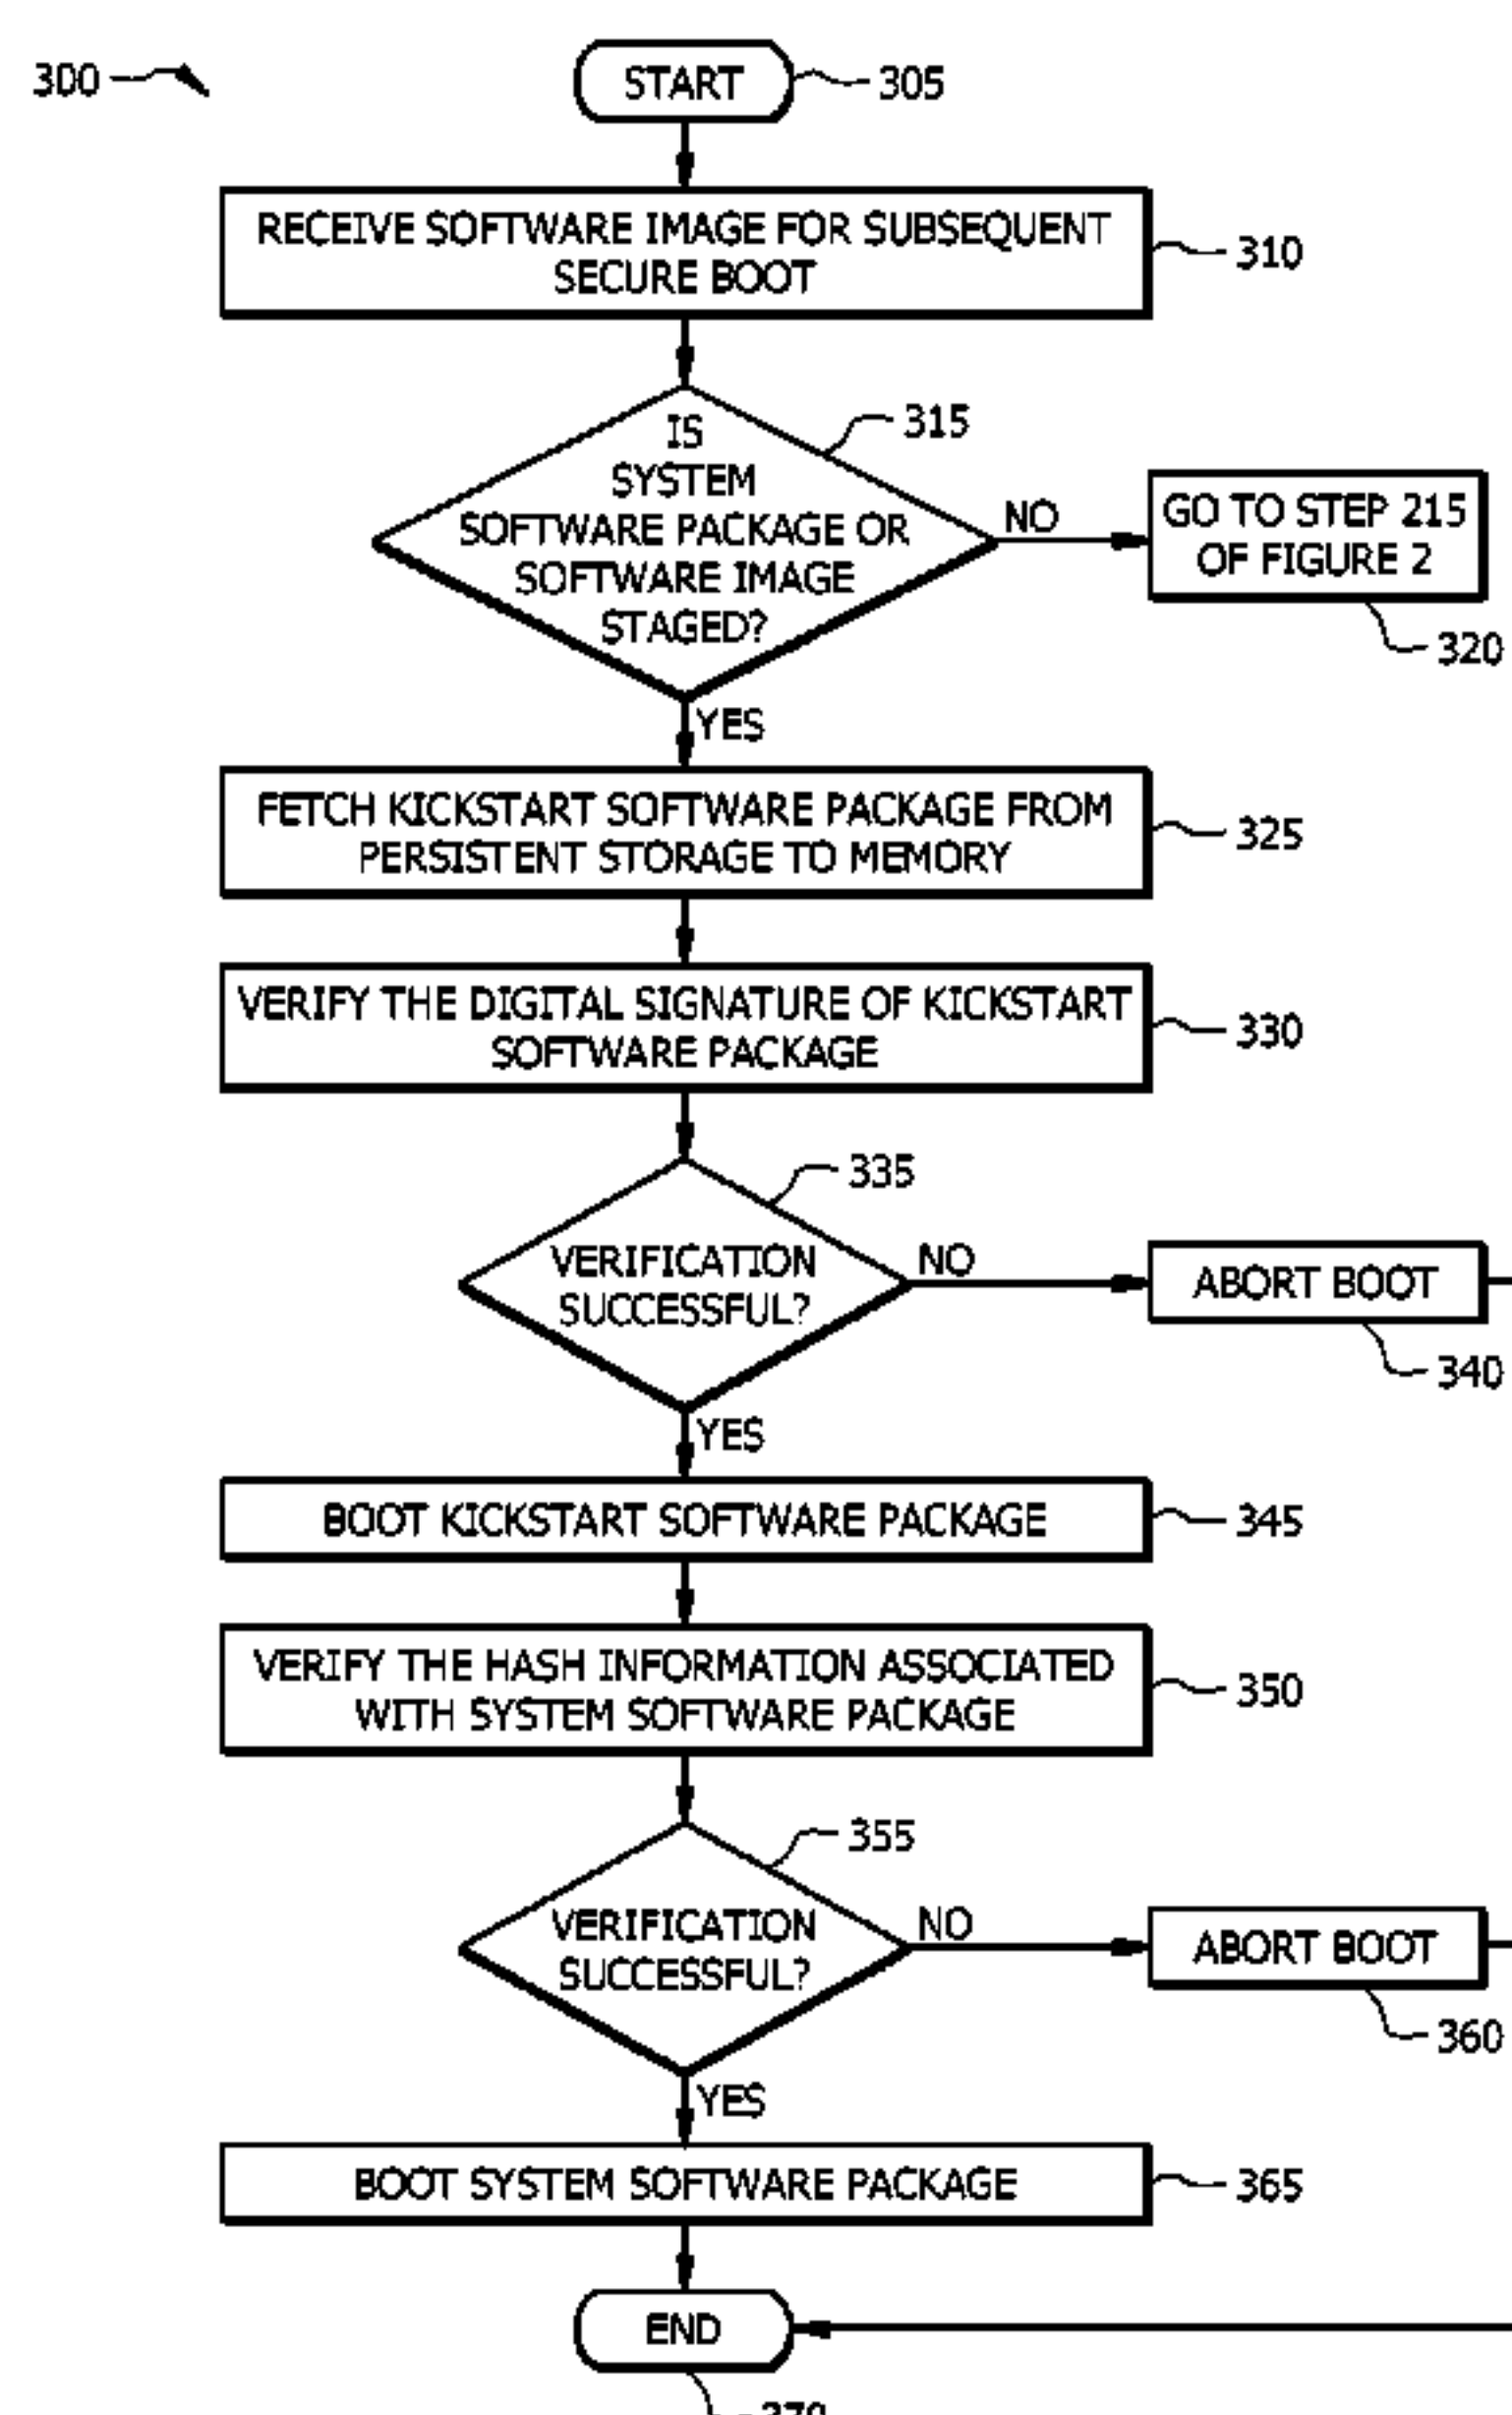 300
START
305
RECEIVE SOFTWARE IMAGE FOR SUBSEQUENT
SECURE BOOT
310
IS
SYSTEM
SOFTWARE PACKAGE OR
SOFTWARE IMAGE
STAGED?
315
NO
GO TO STEP 215
OF FIGURE 2
320
YES
FETCH KICKSTART SOFTWARE PACKAGE FROM
PERSISTENT STORAGE TO MEMORY
325
VERIFY THE DIGITAL SIGNATURE OF KICKSTART
SOFTWARE PACKAGE
330
335
VERIFICATION
SUCCESSFUL?
NO
ABORT BOOT
340
YES
BOOT KICKSTART SOFTWARE PACKAGE
345
VERIFY THE HASH INFORMATION ASSOCIATED
WITH SYSTEM SOFTWARE PACKAGE
350
355
VERIFICATION
SUCCESSFUL?
NO
ABORT BOOT
360
YES
BOOT SYSTEM SOFTWARE PACKAGE
365
END